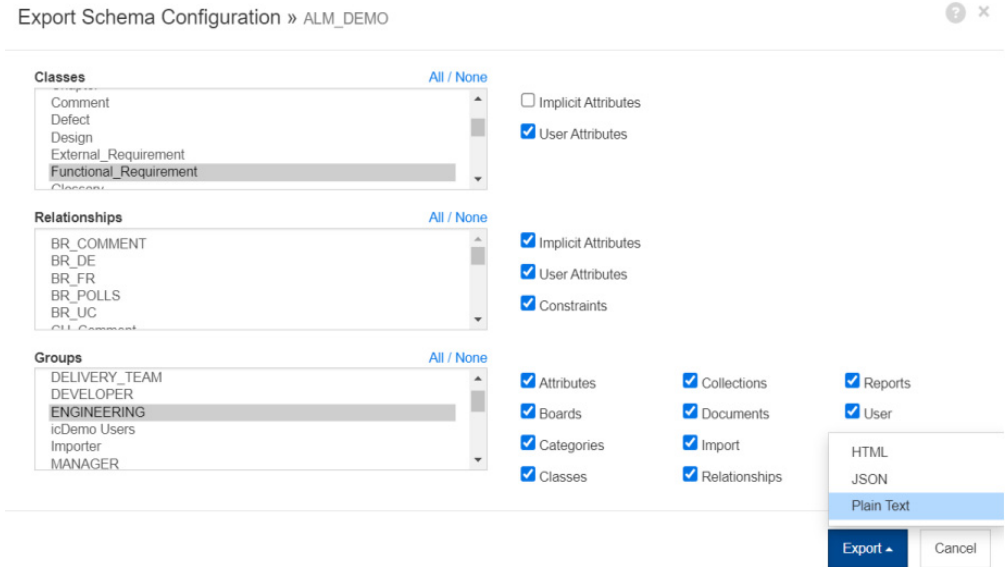 Export Schema Configuration » ALM_DEMO
Classes All / None
Comment
Defect
Design
External_Requirement
Functional_Requirement
Glossary
Implicit Attributes
User Attributes
Relationships All / None
BR_COMMENT
BR_DE
BR_FR
BR_POLLS
BR_UC
Implicit Attributes
User Attributes
Constraints
Groups All / None
DELIVERY_TEAM
DEVELOPER
ENGINEERING
icDemo Users
Importer
MANAGER
Attributes Collections Reports
Boards Documents User
Categories Import
Classes Relationships
HTML
JSON
Plain Text
Export Cancel